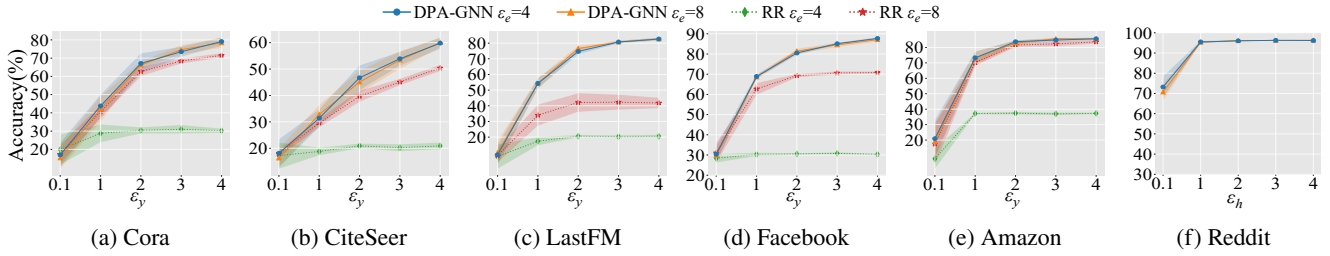 DPA-GNN εₑ=4 DPA-GNN εₑ=8 RR εₑ=4 RR εₑ=8
Accuracy(%)
80 70 60 50 40 30 20
0.1 1 2 3 4
ε_y
(a) Cora
60 50 40 30 20
0.1 1 2 3 4
ε_y
(b) CiteSeer
80 70 60 50 40 30 20
0.1 1 2 3 4
ε_y
(c) LastFM
90 80 70 60 50 40 30 20
0.1 1 2 3 4
ε_y
(d) Facebook
80 70 60 50 40 30 20
0.1 1 2 3 4
ε_y
(e) Amazon
100 90 80 70 60 50 40 30
0.1 1 2 3 4
ε_h
(f) Reddit